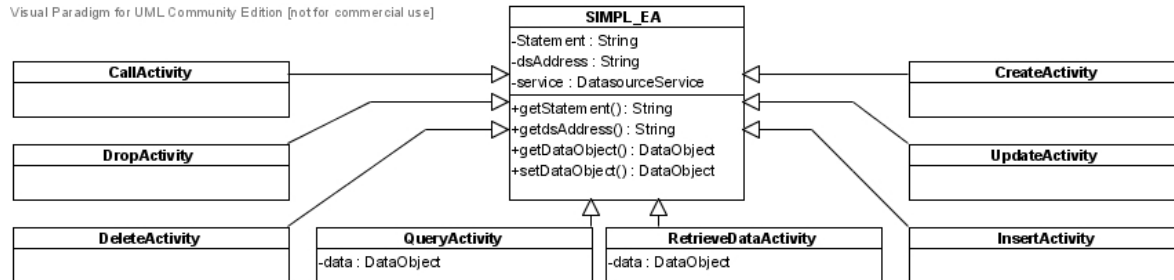 Visual Paradigm for UML Community Edition [not for commercial use]
SIMPL_EA
-Statement : String
-dsAddress : String
-service : DatasourceService
+getStatement() : String
+getdsAddress() : String
+getDataObject() : DataObject
+setDataObject() : DataObject
CallActivity
CreateActivity
DropActivity
UpdateActivity
DeleteActivity
QueryActivity
-data : DataObject
RetrieveDataActivity
-data : DataObject
InsertActivity